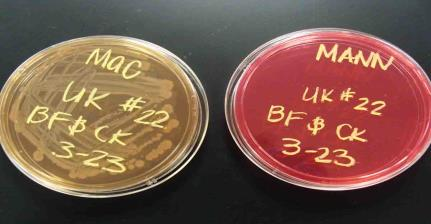 MAC
UK #22
BF $ CK
3-23
MANN
UK #22
BF $ CK
3-23